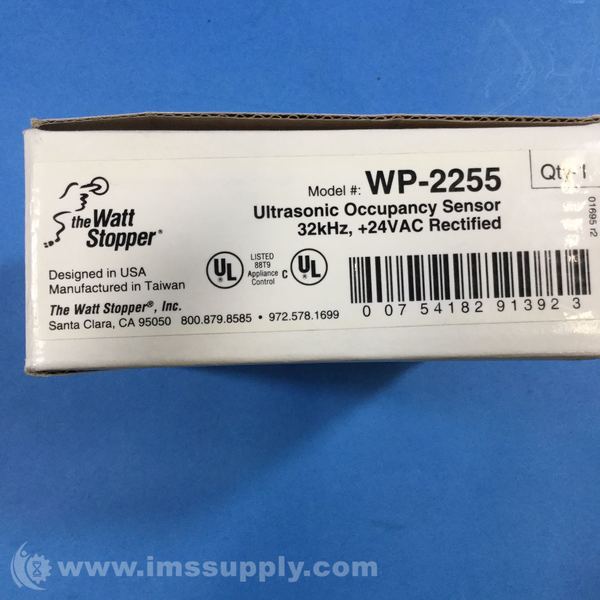 the Watt
Stopper®
Model #: WP-2255
Qty 1
Ultrasonic Occupancy Sensor
32kHz, +24VAC Rectified
01695 r2
Designed in USA
Manufactured in Taiwan
UL
LISTED
88T9
Appliance
Control
C UL
The Watt Stopper®, Inc.
Santa Clara, CA 95050 800.879.8585 • 972.578.1699
0 07 54182 91392 3
www.imssupply.com